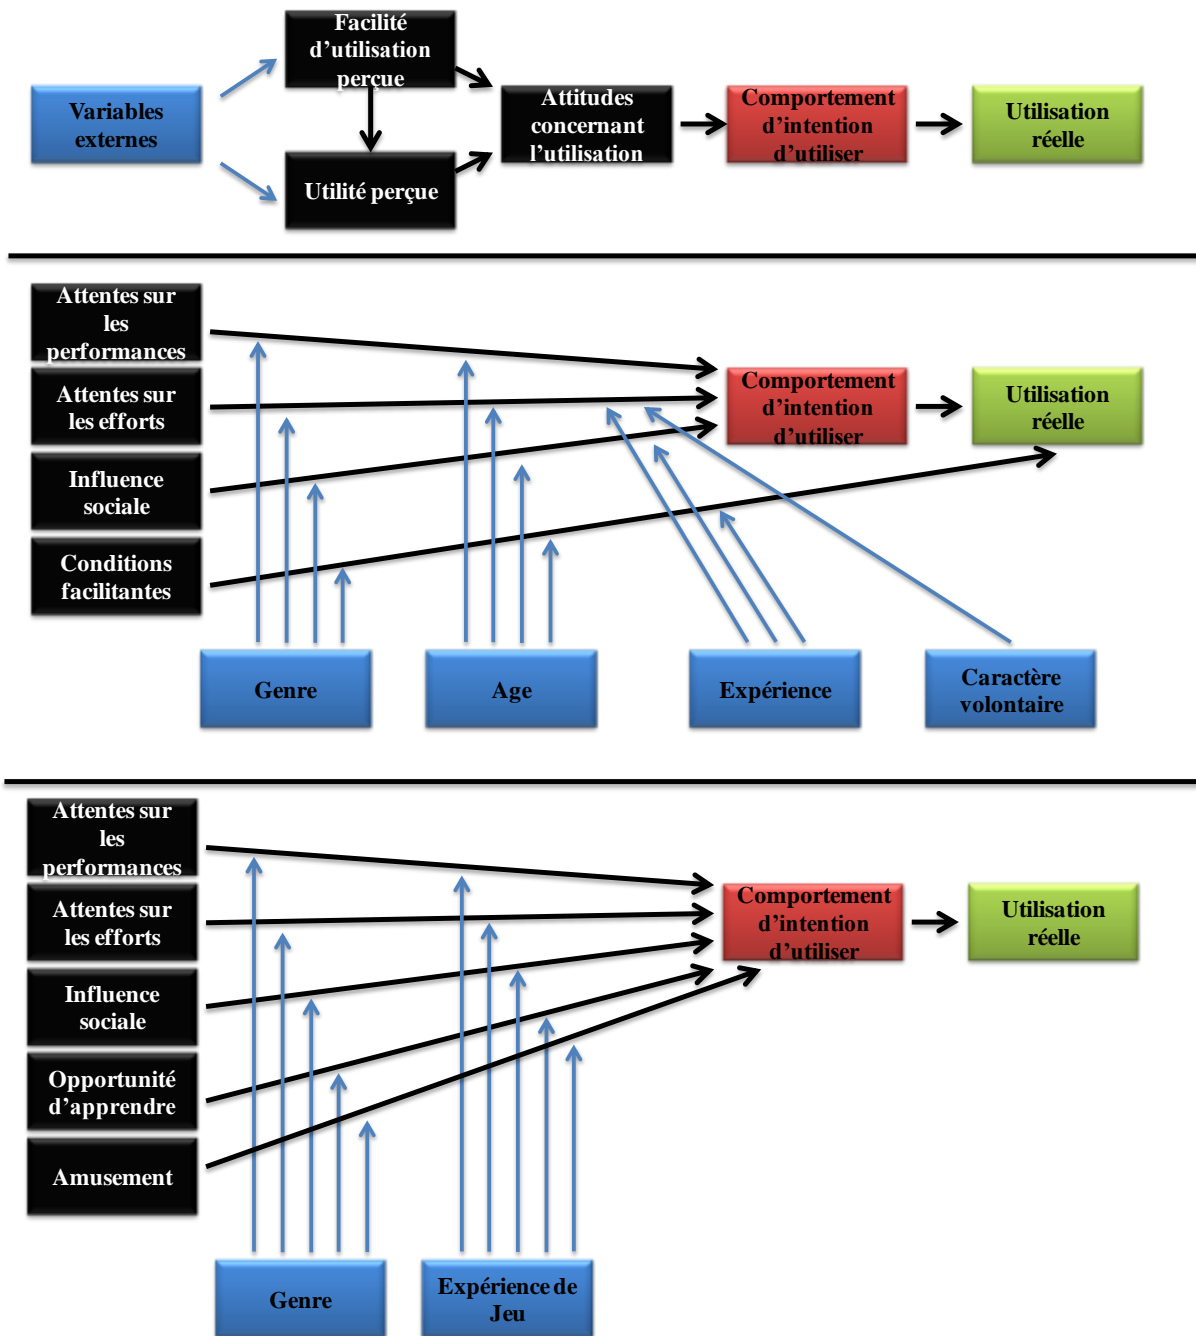 Facilité
d'utilisation
perçue
Variables
externes
Utilité perçue
Attitudes
concernant
l'utilisation
Comportement
d'intention
d'utiliser
Utilisation
réelle
Attentes sur
les
performances
Attentes sur
les efforts
Influence
sociale
Conditions
facilitantes
Comportement
d'intention
d'utiliser
Utilisation
réelle
Genre
Age
Expérience
Caractère
volontaire
Attentes sur
les
performances
Attentes sur
les efforts
Influence
sociale
Opportunité
d'apprendre
Amusement
Comportement
d'intention
d'utiliser
Utilisation
réelle
Genre
Expérience de
Jeu